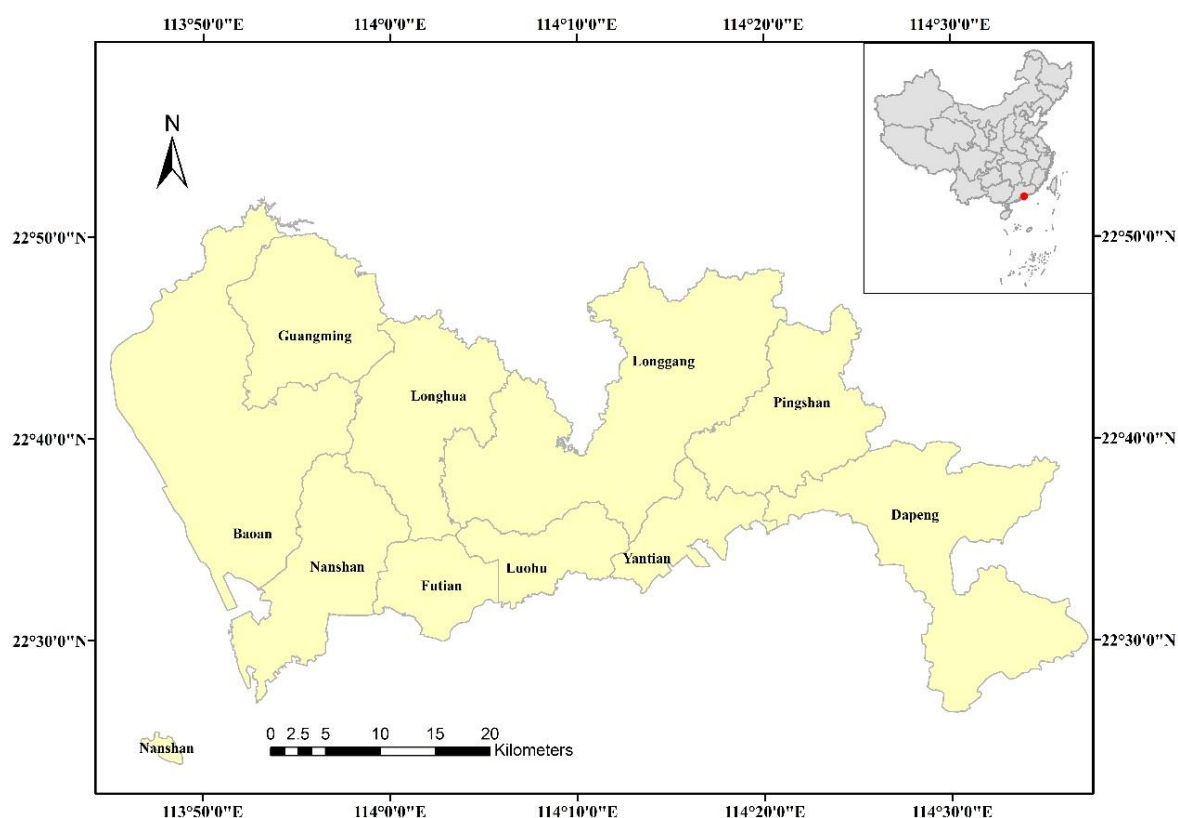 113°50'0"E 114°0'0"E 114°10'0"E 114°20'0"E 114°30'0"E
N
22°50'0"N 22°50'0"N
Guangming
Longgang
Longhua
Pingshan
22°40'0"N 22°40'0"N
Dapeng
Baoan
Yantian
Nanshan
Luohu
Futian
22°30'0"N 22°30'0"N
Nanshan
0 2.5 5 10 15 20
Kilometers
113°50'0"E 114°0'0"E 114°10'0"E 114°20'0"E 114°30'0"E